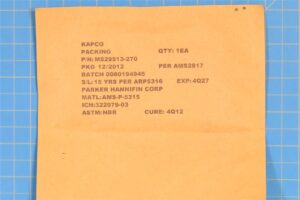 KAPCO
PACKING QTY: 1EA
P/N: MS29513-270
PKG 12/2012 PER AMS2817
BATCH 0080194945
S/L: 15 YRS PER ARP5316 EXP: 4Q27
PARKER HANNIFIN CORP
MATL: AMS-P-5315
ICN: 322079-03
ASTM: NBR CURE: 4Q12